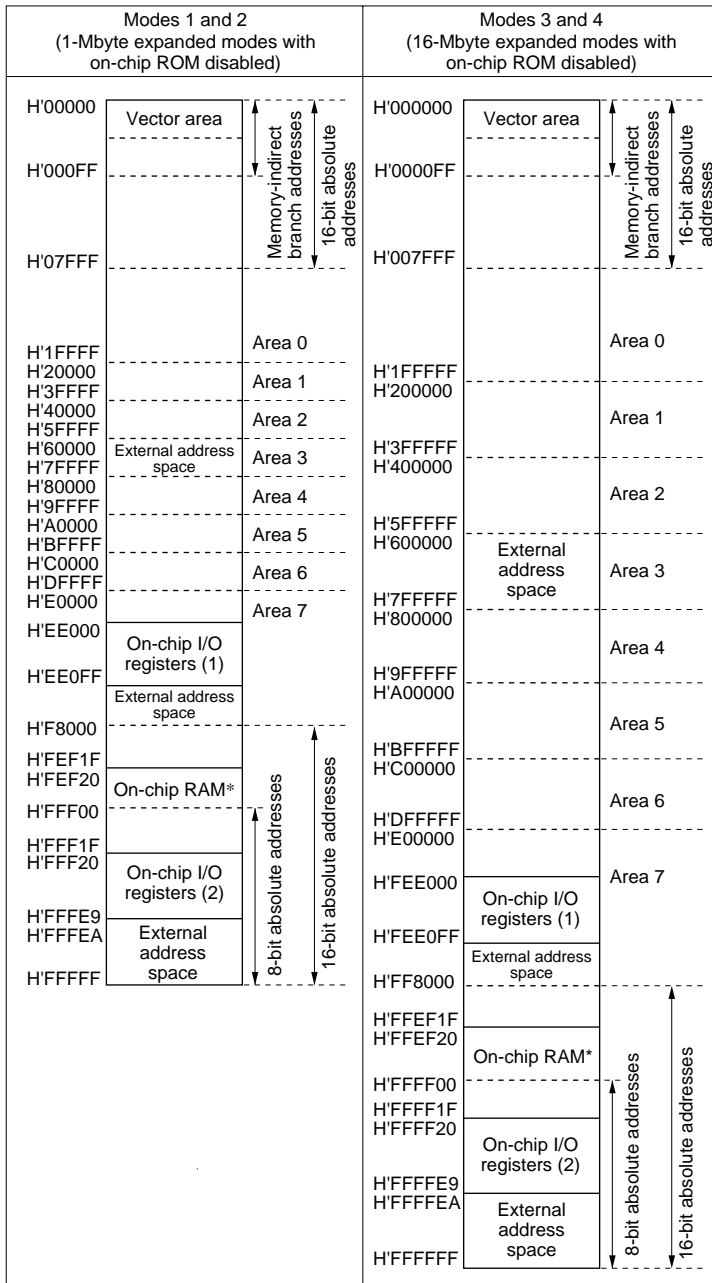 Modes 1 and 2
(1-Mbyte expanded modes with
on-chip ROM disabled)
H'00000
Vector area
H'000FF
H'07FFF
Memory-indirect
branch addresses
16-bit absolute
addresses
H'1FFFF
Area 0
H'20000
H'3FFFF
Area 1
H'40000
H'5FFFF
Area 2
H'60000
H'7FFFF
External address
space
Area 3
H'80000
H'9FFFF
Area 4
H'A0000
H'BFFFF
Area 5
H'C0000
H'DFFFF
Area 6
H'E0000
Area 7
H'EE000
On-chip I/O
registers (1)
H'EE0FF
External address
space
H'F8000
H'FEF1F
H'FEF20
On-chip RAM*
H'FFF00
H'FFF1F
H'FFF20
On-chip I/O
registers (2)
H'FFFE9
H'FFFEA
External
address
space
H'FFFFF
8-bit absolute addresses
16-bit absolute addresses
Modes 3 and 4
(16-Mbyte expanded modes with
on-chip ROM disabled)
H'000000
Vector area
H'0000FF
H'007FFF
Memory-indirect
branch addresses
16-bit absolute
addresses
Area 0
H'1FFFFF
H'200000
Area 1
H'3FFFFF
H'400000
Area 2
H'5FFFFF
H'600000
External
address
space
Area 3
H'7FFFFF
H'800000
Area 4
H'9FFFFF
H'A00000
Area 5
H'BFFFFF
H'C00000
Area 6
H'DFFFFF
H'E00000
Area 7
H'FEE000
On-chip I/O
registers (1)
H'FEE0FF
External address
space
H'FF8000
H'FFEF1F
H'FFEF20
On-chip RAM*
H'FFFF00
H'FFFF1F
H'FFFF20
On-chip I/O
registers (2)
H'FFFFE9
H'FFFFEA
External
address
space
H'FFFFFF
8-bit absolute addresses
16-bit absolute addresses